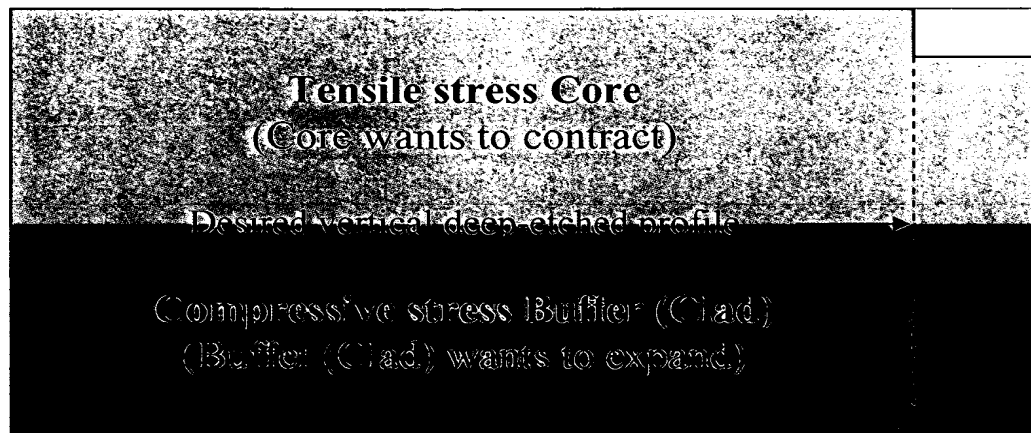 Tensile stress Core
(Core wants to contract)
Desired vertical deep-etched profile
Compressive stress Buffer (Clad)
(Buffer (Clad) wants to expand)